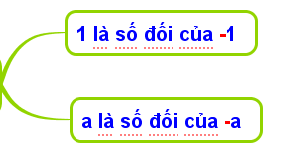 1 là số đối của -1
a là số đối của -a